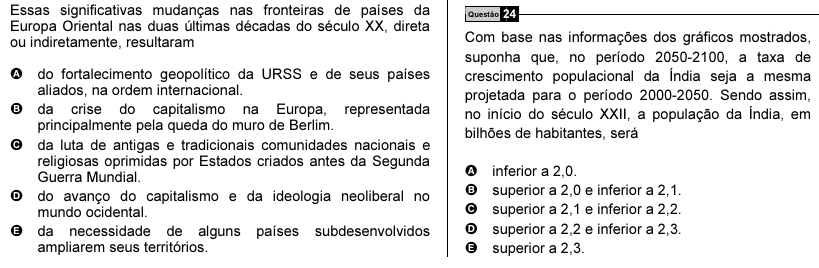 Essas significativas mudanças nas fronteiras de países da
Europa Oriental nas duas últimas décadas do século XX, direta
ou indiretamente, resultaram
A do fortalecimento geopolítico da URSS e de seus países
aliados, na ordem internacional.
B da crise do capitalismo na Europa, representada
principalmente pela queda do muro de Berlim.
C da luta de antigas e tradicionais comunidades nacionais e
religiosas oprimidas por Estados criados antes da Segunda
Guerra Mundial.
D do avanço do capitalismo e da ideologia neoliberal no
mundo ocidental.
E da necessidade de alguns países subdesenvolvidos
ampliarem seus territórios.
Questão 24
Com base nas informações dos gráficos mostrados,
suponha que, no período 2050-2100, a taxa de
crescimento populacional da Índia seja a mesma
projetada para o período 2000-2050. Sendo assim,
no início do século XXII, a população da Índia, em
bilhões de habitantes, será
A inferior a 2,0.
B superior a 2,0 e inferior a 2,1.
C superior a 2,1 e inferior a 2,2.
D superior a 2,2 e inferior a 2,3.
E superior a 2,3.